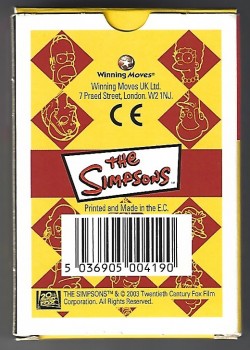 Winning Moves®
Winning Moves UK Ltd.
7 Praed Street, London. W2 1NJ.
CE
THE
SIMPSONS™
Printed and Made in the E.C.
5 036905 004190
THE SIMPSONS™ & © 2003 Twentieth Century Fox Film
Corporation. All Rights Reserved.